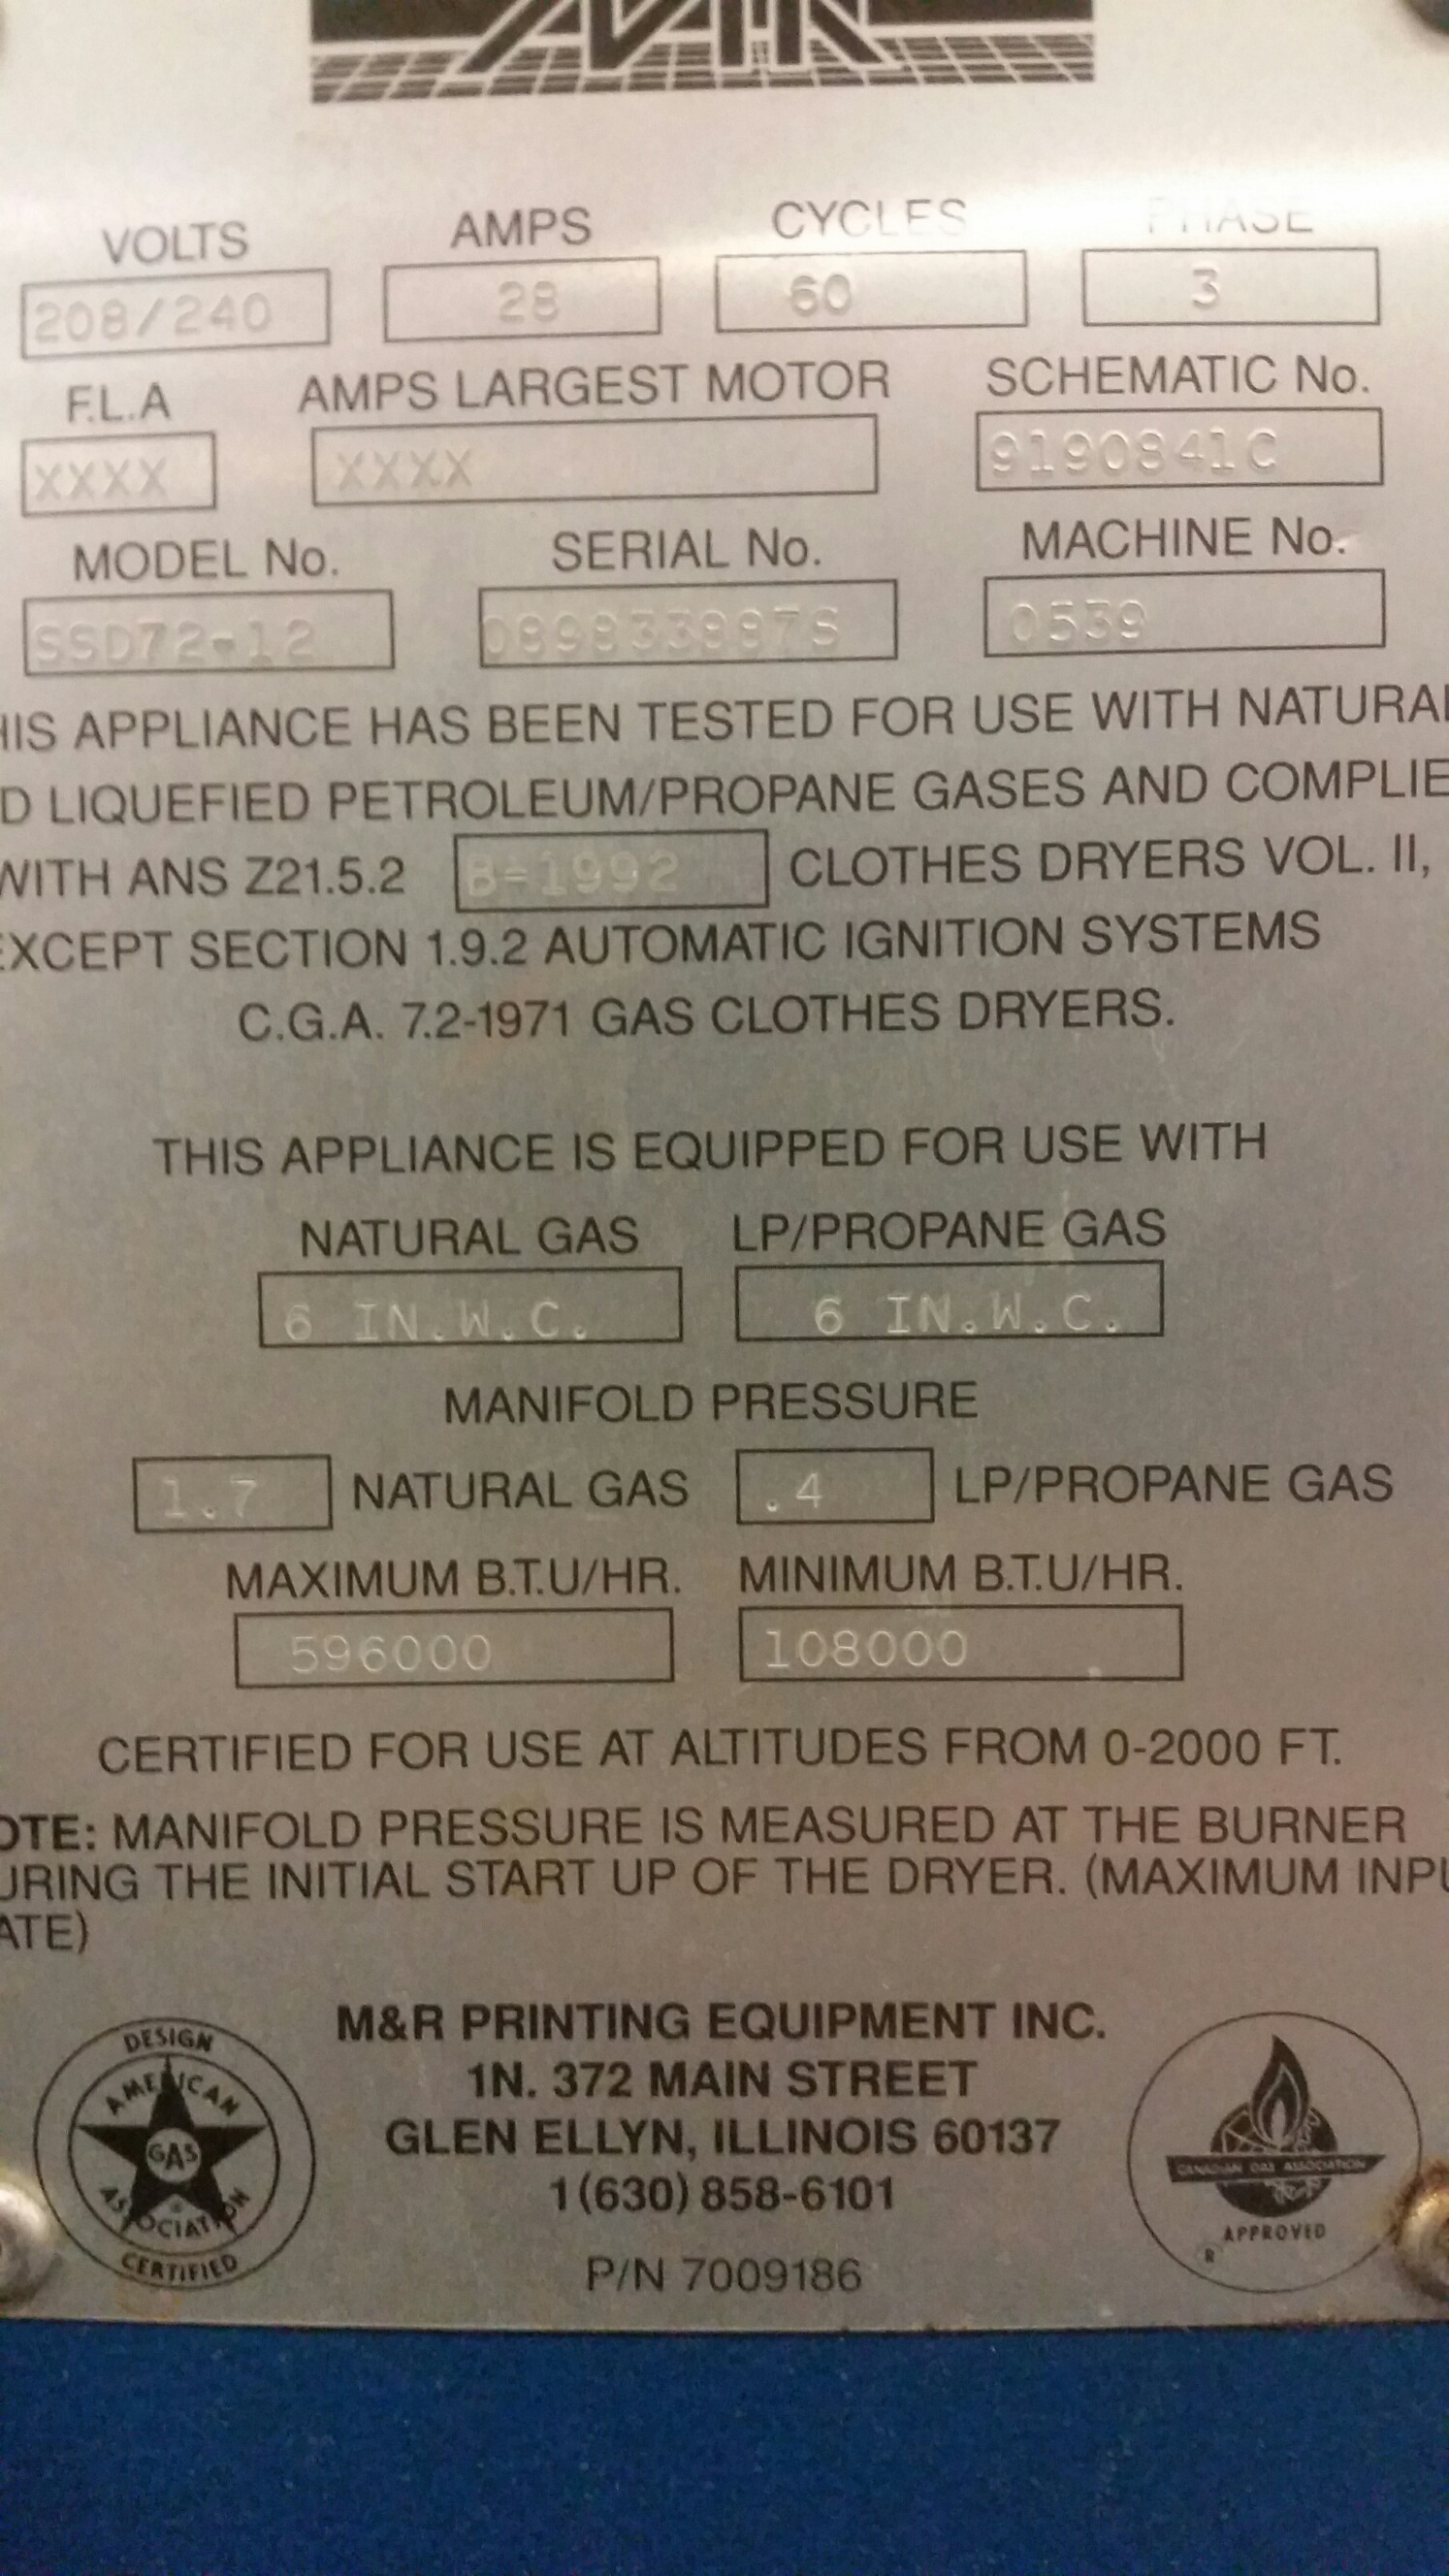 VOLTS AMPS CYCLES PHASE
208/240 28 60 3
F.L.A AMPS LARGEST MOTOR SCHEMATIC No.
XXXX XXXX 9190841C
MODEL No. SERIAL No. MACHINE No.
SSD72-12 089833887S 0539
HIS APPLIANCE HAS BEEN TESTED FOR USE WITH NATURAL
D LIQUEFIED PETROLEUM/PROPANE GASES AND COMPLIE
WITH ANS Z21.5.2 B-1992 CLOTHES DRYERS VOL. II,
EXCEPT SECTION 1.9.2 AUTOMATIC IGNITION SYSTEMS
C.G.A. 7.2-1971 GAS CLOTHES DRYERS.
THIS APPLIANCE IS EQUIPPED FOR USE WITH
NATURAL GAS LP/PROPANE GAS
6 IN.W.C. 6 IN.W.C.
MANIFOLD PRESSURE
1.7 NATURAL GAS .4 LP/PROPANE GAS
MAXIMUM B.T.U/HR. MINIMUM B.T.U/HR.
596000 108000
CERTIFIED FOR USE AT ALTITUDES FROM 0-2000 FT.
OTE: MANIFOLD PRESSURE IS MEASURED AT THE BURNER
URING THE INITIAL START UP OF THE DRYER. (MAXIMUM INPU
ATE)
M&R PRINTING EQUIPMENT INC.
1N. 372 MAIN STREET
GLEN ELLYN, ILLINOIS 60137
1(630) 858-6101
P/N 7009186
DESIGN
AMERICAN
GAS
ASSOCIATION
CERTIFIED
CANADIAN GAS ASSOCIATION
APPROVED
R